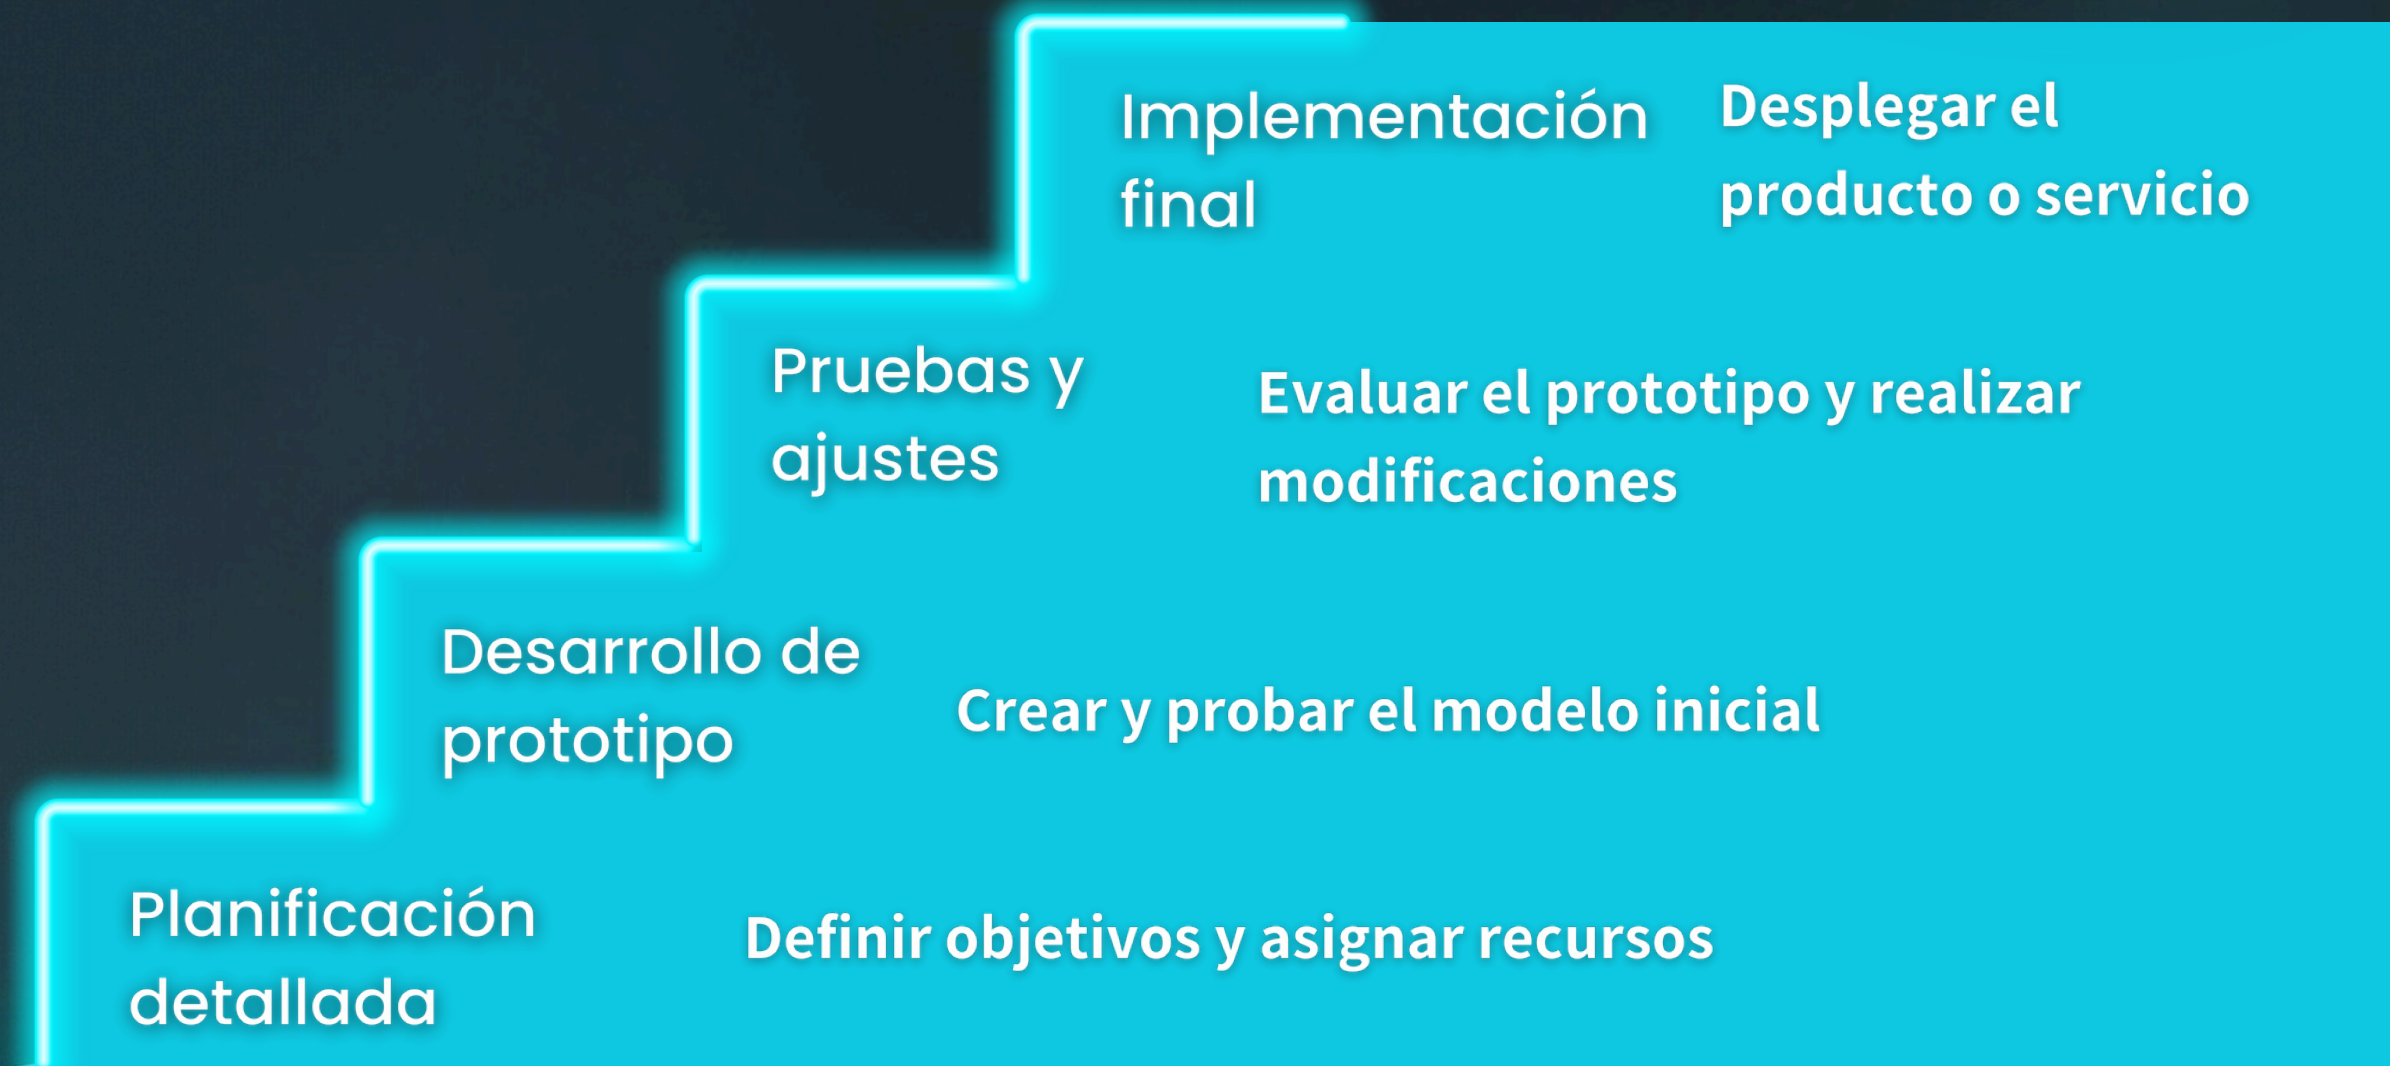 Implementación
final
Desplegar el
producto o servicio
Pruebas y
ajustes
Evaluar el prototipo y realizar
modificaciones
Desarrollo de
prototipo
Crear y probar el modelo inicial
Planificación
detallada
Definir objetivos y asignar recursos